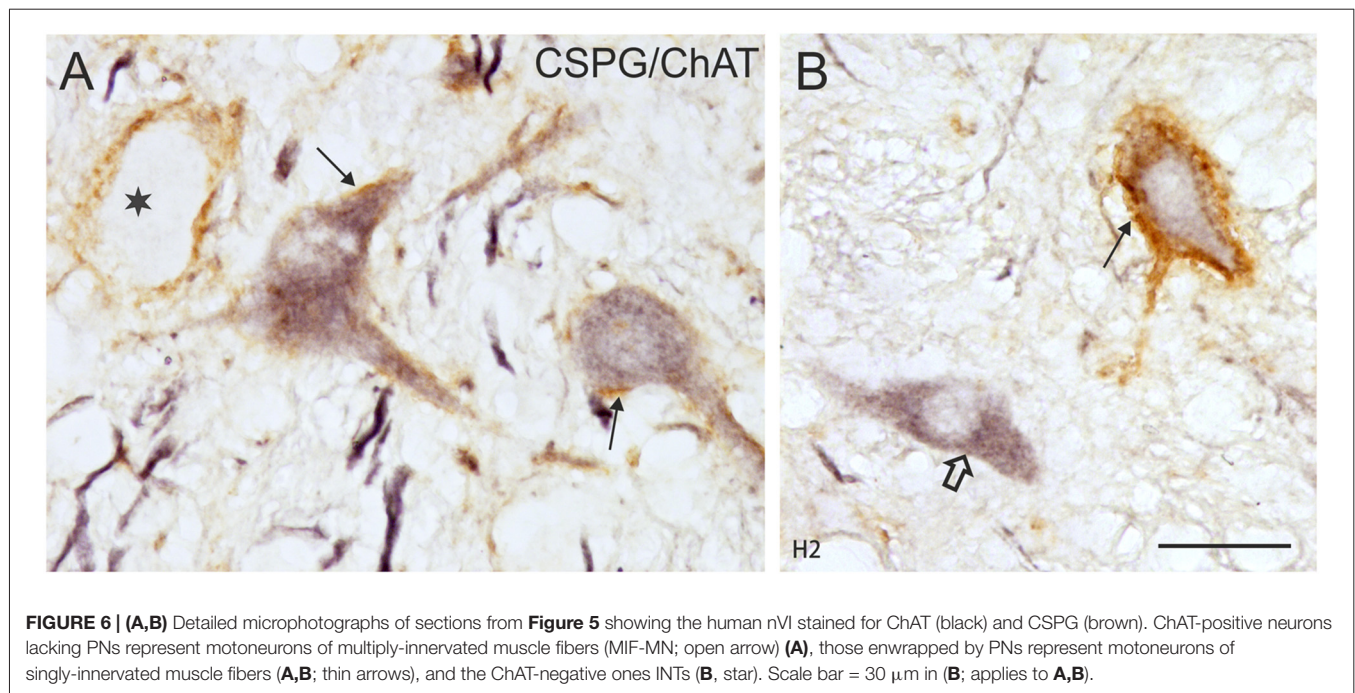 A
CSPG/ChAT
B
H2
FIGURE 6 | (A,B) Detailed microphotographs of sections from Figure 5 showing the human nVI stained for ChAT (black) and CSPG (brown). ChAT-positive neurons
lacking PNs represent motoneurons of multiply-innervated muscle fibers (MIF-MN; open arrow) (A), those enwrapped by PNs represent motoneurons of
singly-innervated muscle fibers (A,B; thin arrows), and the ChAT-negative ones INTs (B, star). Scale bar = 30 μm in (B; applies to A,B).